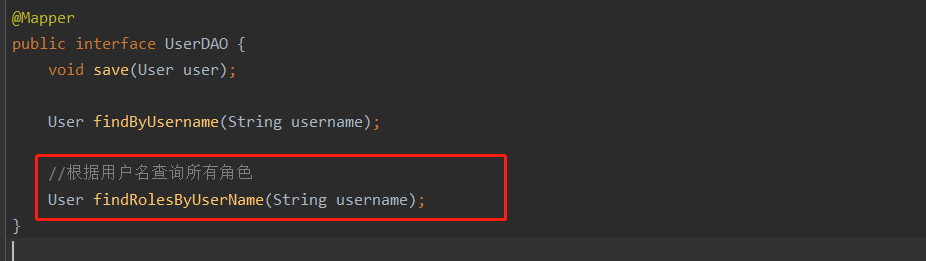 @Mapper
public interface UserDAO {
void save(User user);
User findByUsername(String username);
//根据用户名查询所有角色
User findRolesByUserName(String username);
}